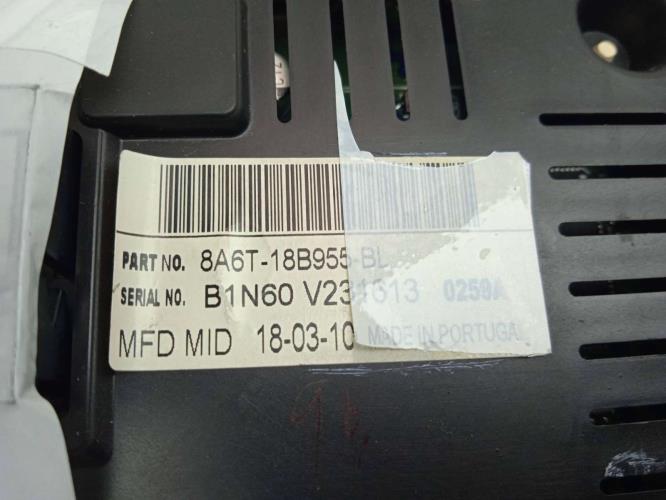 PART NO. 8A6T-18B955-BL
SERIAL NO. B1N60 V231613 0259A
MFD MID 18-03-10 MADE IN PORTUGAL